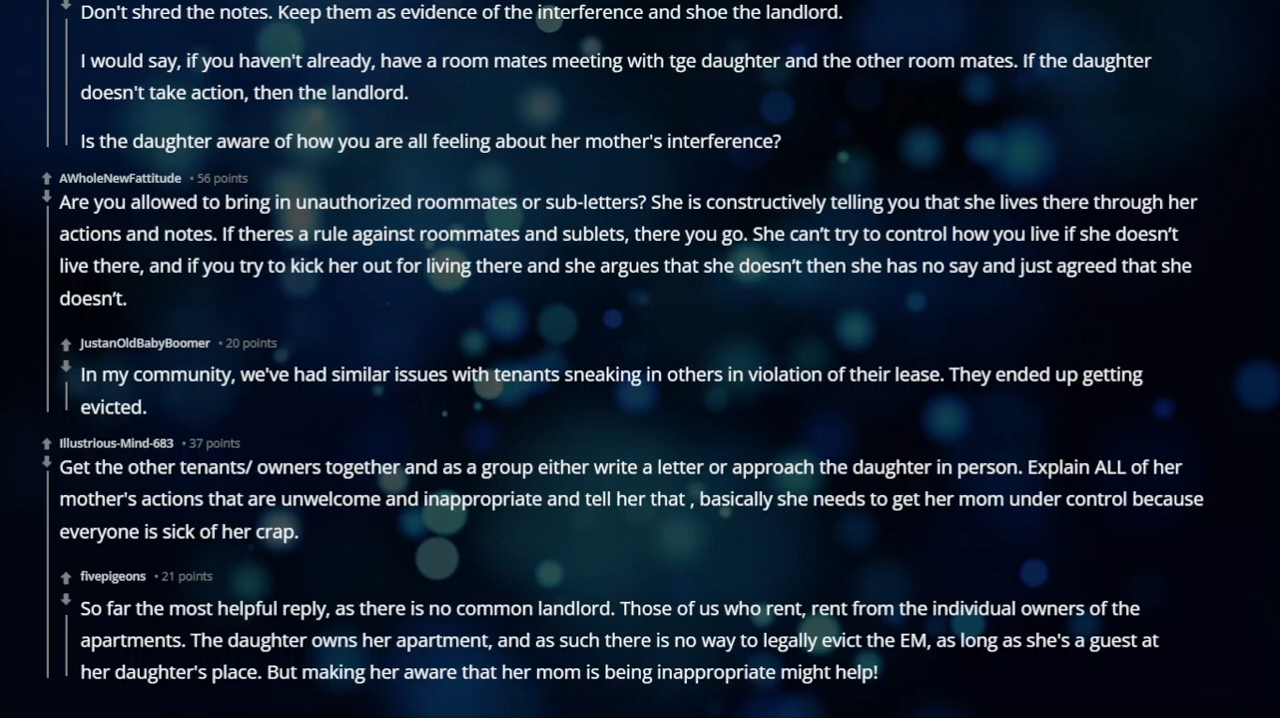 Don't shred the notes. Keep them as evidence of the interference and shoe the landlord.
I would say, if you haven't already, have a room mates meeting with tge daughter and the other room mates. If the daughter
doesn't take action, then the landlord.
Is the daughter aware of how you are all feeling about her mother's interference?
AWholeNewFattitude • 56 points
Are you allowed to bring in unauthorized roommates or sub-letters? She is constructively telling you that she lives there through her
actions and notes. If theres a rule against roommates and sublets, there you go. She can’t try to control how you live if she doesn’t
live there, and if you try to kick her out for living there and she argues that she doesn’t then she has no say and just agreed that she
doesn’t.
JustanOldBabyBoomer • 20 points
In my community, we've had similar issues with tenants sneaking in others in violation of their lease. They ended up getting
evicted.
Illustrious-Mind-683 • 37 points
Get the other tenants/ owners together and as a group either write a letter or approach the daughter in person. Explain ALL of her
mother's actions that are unwelcome and inappropriate and tell her that , basically she needs to get her mom under control because
everyone is sick of her crap.
fivepigeons • 21 points
So far the most helpful reply, as there is no common landlord. Those of us who rent, rent from the individual owners of the
apartments. The daughter owns her apartment, and as such there is no way to legally evict the EM, as long as she's a guest at
her daughter's place. But making her aware that her mom is being inappropriate might help!